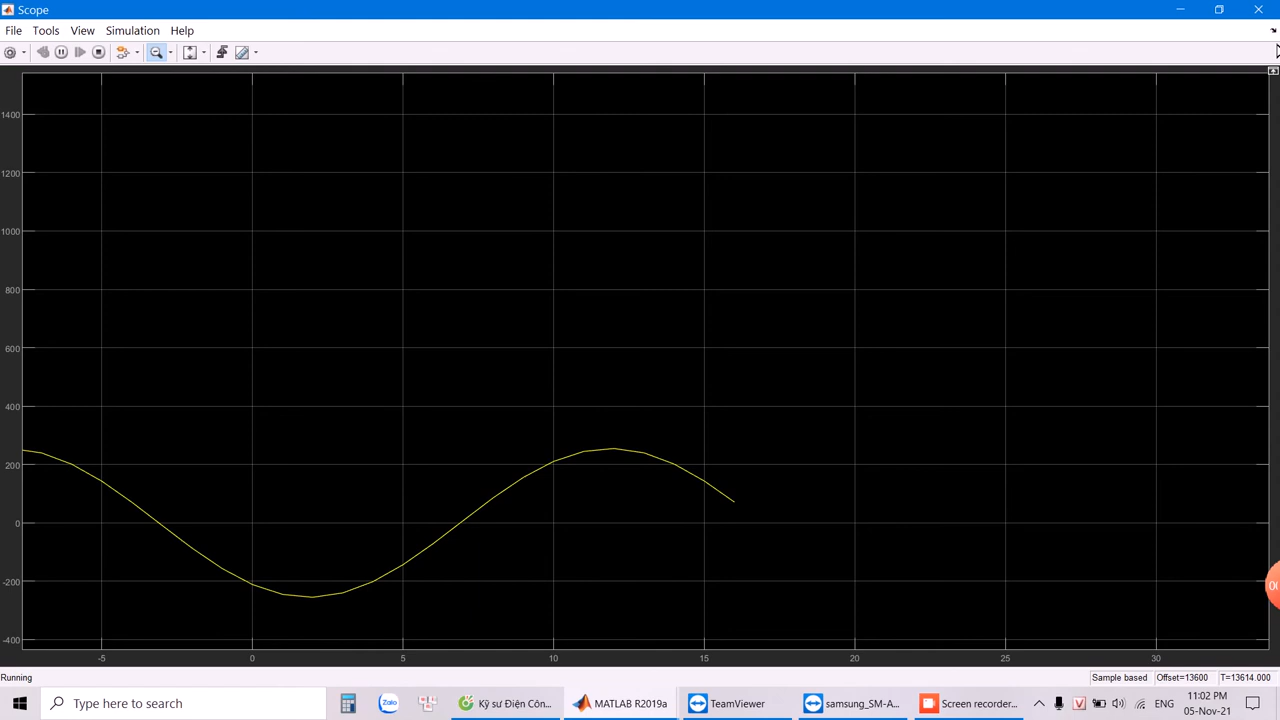 Scope
File Tools View Simulation Help
1400
1200
1000
800
600
400
200
0
-200
-400
-5 0 5 10 15 20 25 30
Running
Sample based Offset=13600 T=13614.000
Type here to search
Zalo
Kỹ sư Điện Côn...
MATLAB R2019a
TeamViewer
samsung_SM-A...
Screen recorder...
V
ENG
11:02 PM
05-Nov-21